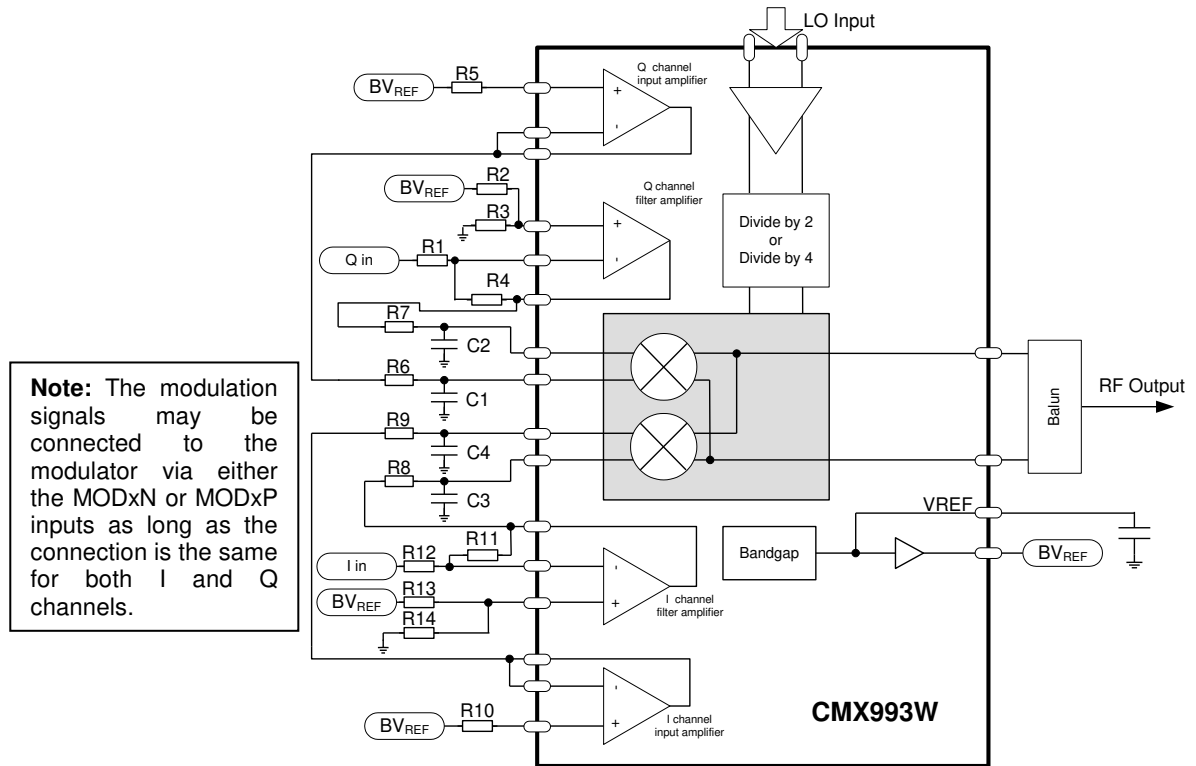 LO Input
Q channel
input amplifier
BVREF
R5
+
-
Q channel
filter amplifier
BVREF
R2
R3
+
-
Q in
R1
R4
Divide by 2
or
Divide by 4
R7
C2
R6
C1
R9
C4
R8
C3
Balun
RF Output
Note: The modulation
signals may be
connected to the
modulator via either
the MODxN or MODxP
inputs as long as the
connection is the same
for both I and Q
channels.
VREF
Bandgap
BVREF
R11
I in
R12
-
BVREF
R13
+
R14
I channel
filter amplifier
-
+
BVREF
R10
I channel
input amplifier
CMX993W